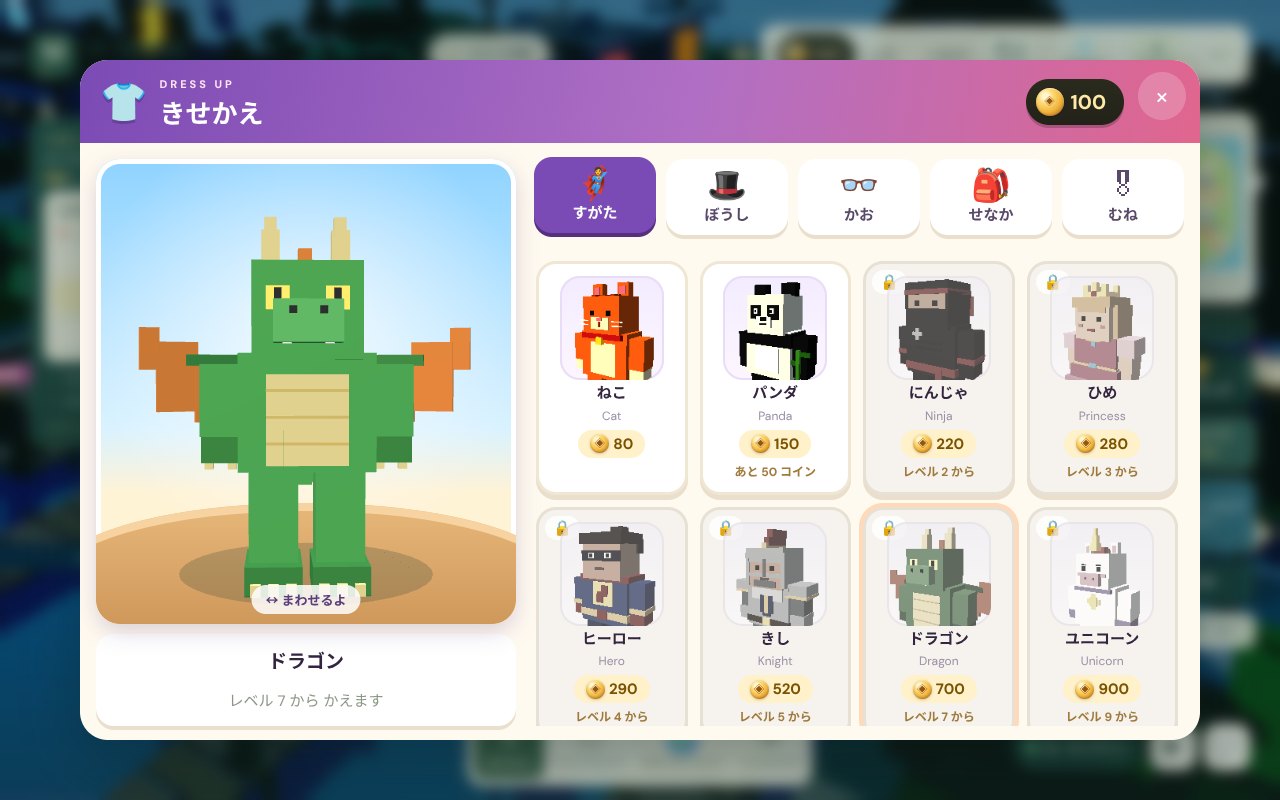 DRESS UP
きせかえ
100
×
すがた
ぼうし
かお
せなか
むね
ねこ
Cat
80
パンダ
Panda
150
あと 50 コイン
にんじゃ
Ninja
220
レベル 2 から
ひめ
Princess
280
レベル 3 から
ヒーロー
Hero
290
レベル 4 から
きし
Knight
520
レベル 5 から
ドラゴン
Dragon
700
レベル 7 から
ユニコーン
Unicorn
900
レベル 9 から
↔ まわせるよ
ドラゴン
レベル 7 から かえます